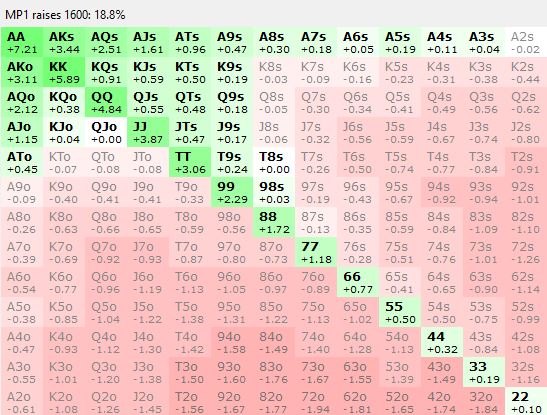 MP1 raises 1600: 18.8%
AA AKs AQs AJs ATs A9s A8s A7s A6s A5s A4s A3s A2s
+7.21 +3.44 +2.51 +1.61 +0.96 +0.47 +0.30 +0.18 +0.05 +0.19 +0.11 +0.04 -0.02
AKo KK KQs KJs KTs K9s K8s K7s K6s K5s K4s K3s K2s
+3.11 +5.89 +0.91 +0.59 +0.50 +0.19 -0.03 -0.09 -0.16 -0.23 -0.31 -0.38 -0.44
AQo KQo QQ QJs QTs Q9s Q8s Q7s Q6s Q5s Q4s Q3s Q2s
+2.12 +0.38 +4.84 +0.55 +0.48 +0.18 -0.05 -0.30 -0.34 -0.41 -0.49 -0.56 -0.62
AJo KJo QJo JJ JTs J9s J8s J7s J6s J5s J4s J3s J2s
+1.15 +0.04 +0.00 +3.87 +0.47 +0.17 -0.06 -0.32 -0.56 -0.59 -0.67 -0.74 -0.80
ATo KTo QTo JTo TT T9s T8s T7s T6s T5s T4s T3s T2s
+0.45 -0.07 -0.08 -0.08 +3.06 +0.24 +0.00 -0.26 -0.50 -0.74 -0.77 -0.84 -0.91
A9o K9o Q9o J9o T9o 99 98s 97s 96s 95s 94s 93s 92s
-0.09 -0.40 -0.41 -0.41 -0.33 +2.29 +0.03 -0.19 -0.43 -0.67 -0.92 -0.94 -1.01
A8o K8o Q8o J8o T8o 98o 88 87s 86s 85s 84s 83s 82s
-0.26 -0.63 -0.66 -0.65 -0.58 -0.56 +1.72 -0.13 -0.35 -0.59 -0.84 -1.09 -1.10
A7o K7o Q7o J7o T7o 97o 87o 77 76s 75s 74s 73s 72s
-0.39 -0.69 -0.92 -0.93 -0.87 -0.80 -0.73 +1.18 -0.28 -0.51 -0.76 -1.01 -1.26
A6o K6o Q6o J6o T6o 96o 86o 76o 66 65s 64s 63s 62s
-0.54 -0.77 -0.96 -1.19 -1.13 -1.05 -0.97 -0.89 +0.77 -0.41 -0.65 -0.90 -1.14
A5o K5o Q5o J5o T5o 95o 85o 75o 65o 55 54s 53s 52s
-0.38 -0.85 -1.04 -1.22 -1.38 -1.31 -1.22 -1.13 -1.02 +0.50 -0.50 -0.75 -0.99
A4o K4o Q4o J4o T4o 94o 84o 74o 64o 54o 44 43s 42s
-0.47 -0.93 -1.12 -1.30 -1.42 -1.58 -1.49 -1.40 -1.28 -1.13 +0.32 -0.84 -1.08
A3o K3o Q3o J3o T3o 93o 83o 73o 63o 53o 43o 33 32s
-0.55 -1.01 -1.20 -1.38 -1.50 -1.60 -1.76 -1.67 -1.55 -1.39 -1.49 +0.19 -1.16
A2o K2o Q2o J2o T2o 92o 82o 72o 62o 52o 42o 32o 22
-0.61 -1.08 -1.26 -1.45 -1.56 -1.67 -1.77 -1.94 -1.81 -1.65 -1.74 -1.84 +0.10